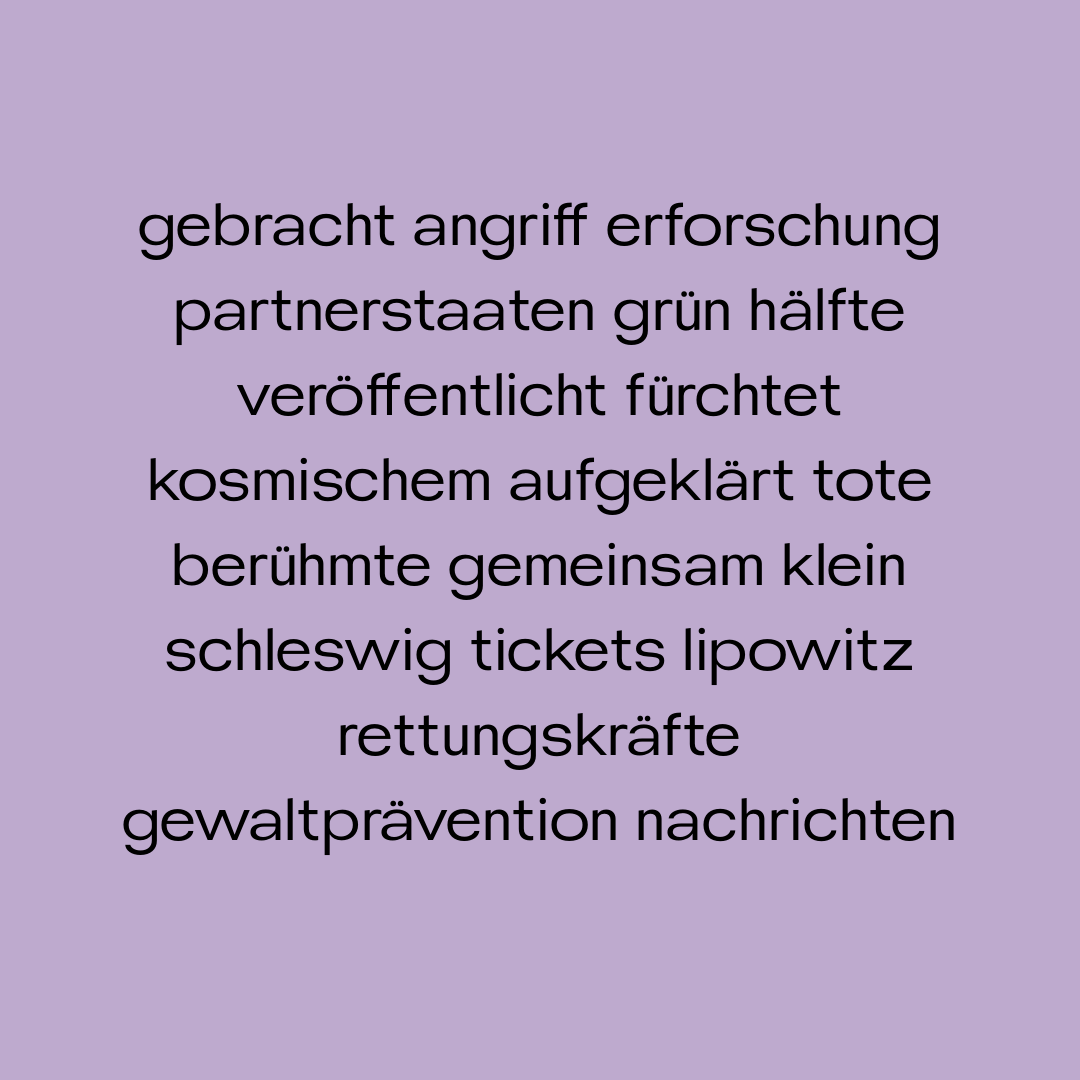 gebracht angriff erforschung
partnerstaaten grün hälfte
veröffentlicht fürchtet
kosmischem aufgeklärt tote
berühmte gemeinsam klein
schleswig tickets lipowitz
rettungskräfte
gewaltprävention nachrichten